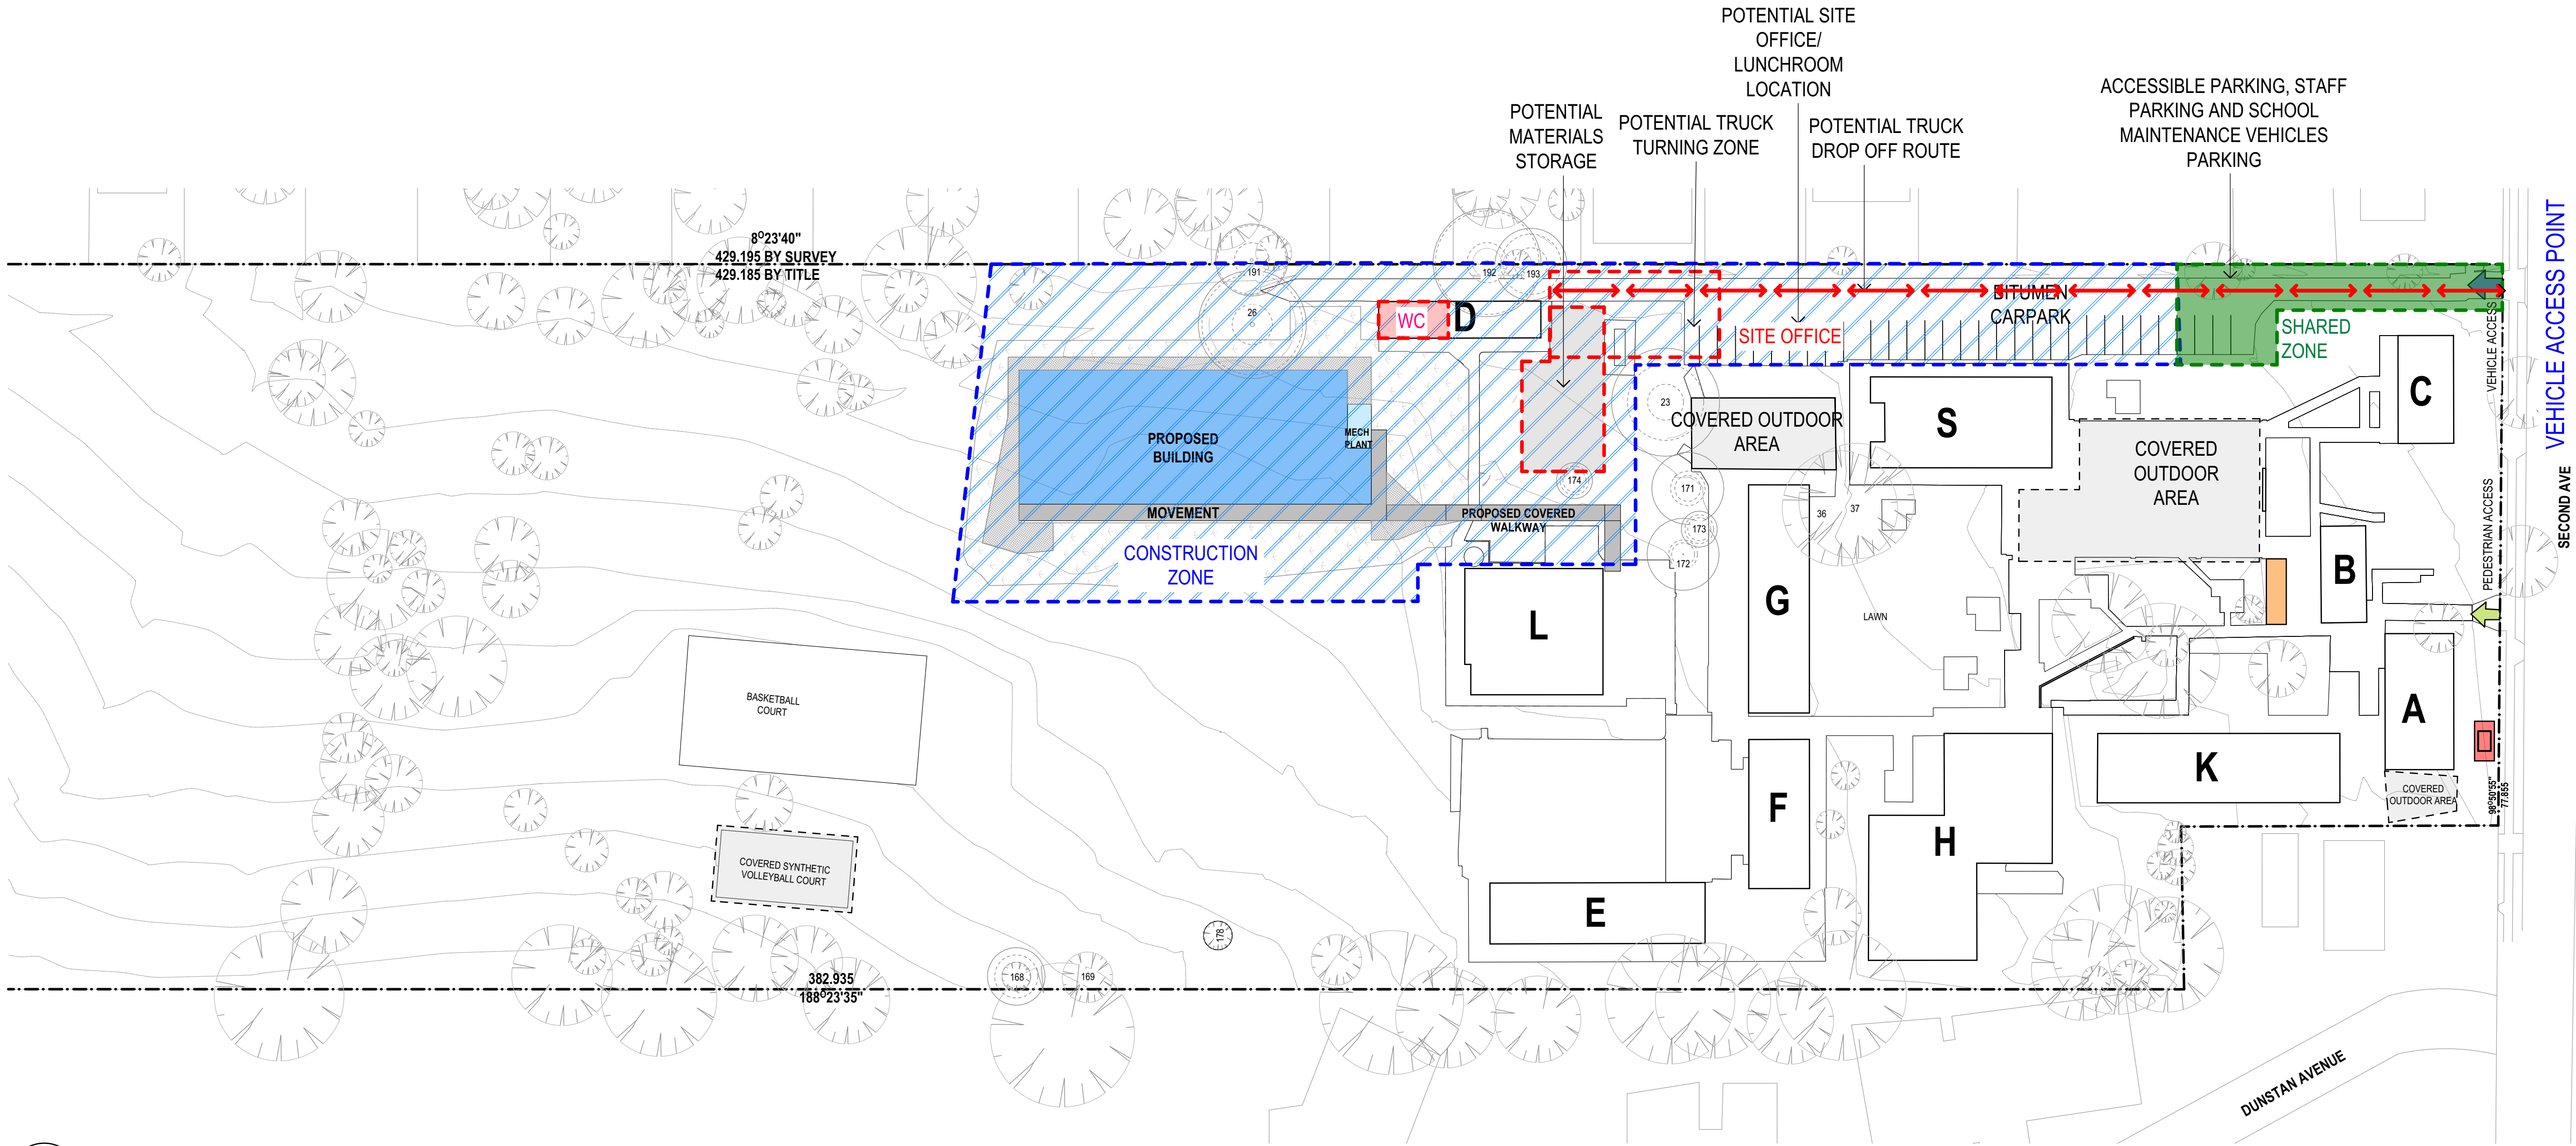 POTENTIAL SITE
OFFICE/
LUNCHROOM
LOCATION
POTENTIAL
MATERIALS
STORAGE
POTENTIAL TRUCK
TURNING ZONE
POTENTIAL TRUCK
DROP OFF ROUTE
ACCESSIBLE PARKING, STAFF
PARKING AND SCHOOL
MAINTENANCE VEHICLES
PARKING
VEHICLE ACCESS POINT
8°23'40"
429.195 BY SURVEY
429.185 BY TITLE
191
192
193
26
WC
D
SITE OFFICE
BITUMEN
CARPARK
SHARED
ZONE
VEHICLE ACCESS
C
23
COVERED OUTDOOR
AREA
S
COVERED
OUTDOOR
AREA
PROPOSED
BUILDING
MECH
PLANT
174
171
173
172
36
37
MOVEMENT
PROPOSED COVERED
WALKWAY
CONSTRUCTION
ZONE
PEDESTRIAN ACCESS
SECOND AVE
B
G
L
LAWN
BASKETBALL
COURT
A
K
F
H
E
COVERED
OUTDOOR AREA
98°50'55"
77.855
COVERED SYNTHETIC
VOLLEYBALL COURT
178
168
169
382.935
188°23'35"
DUNSTAN AVENUE